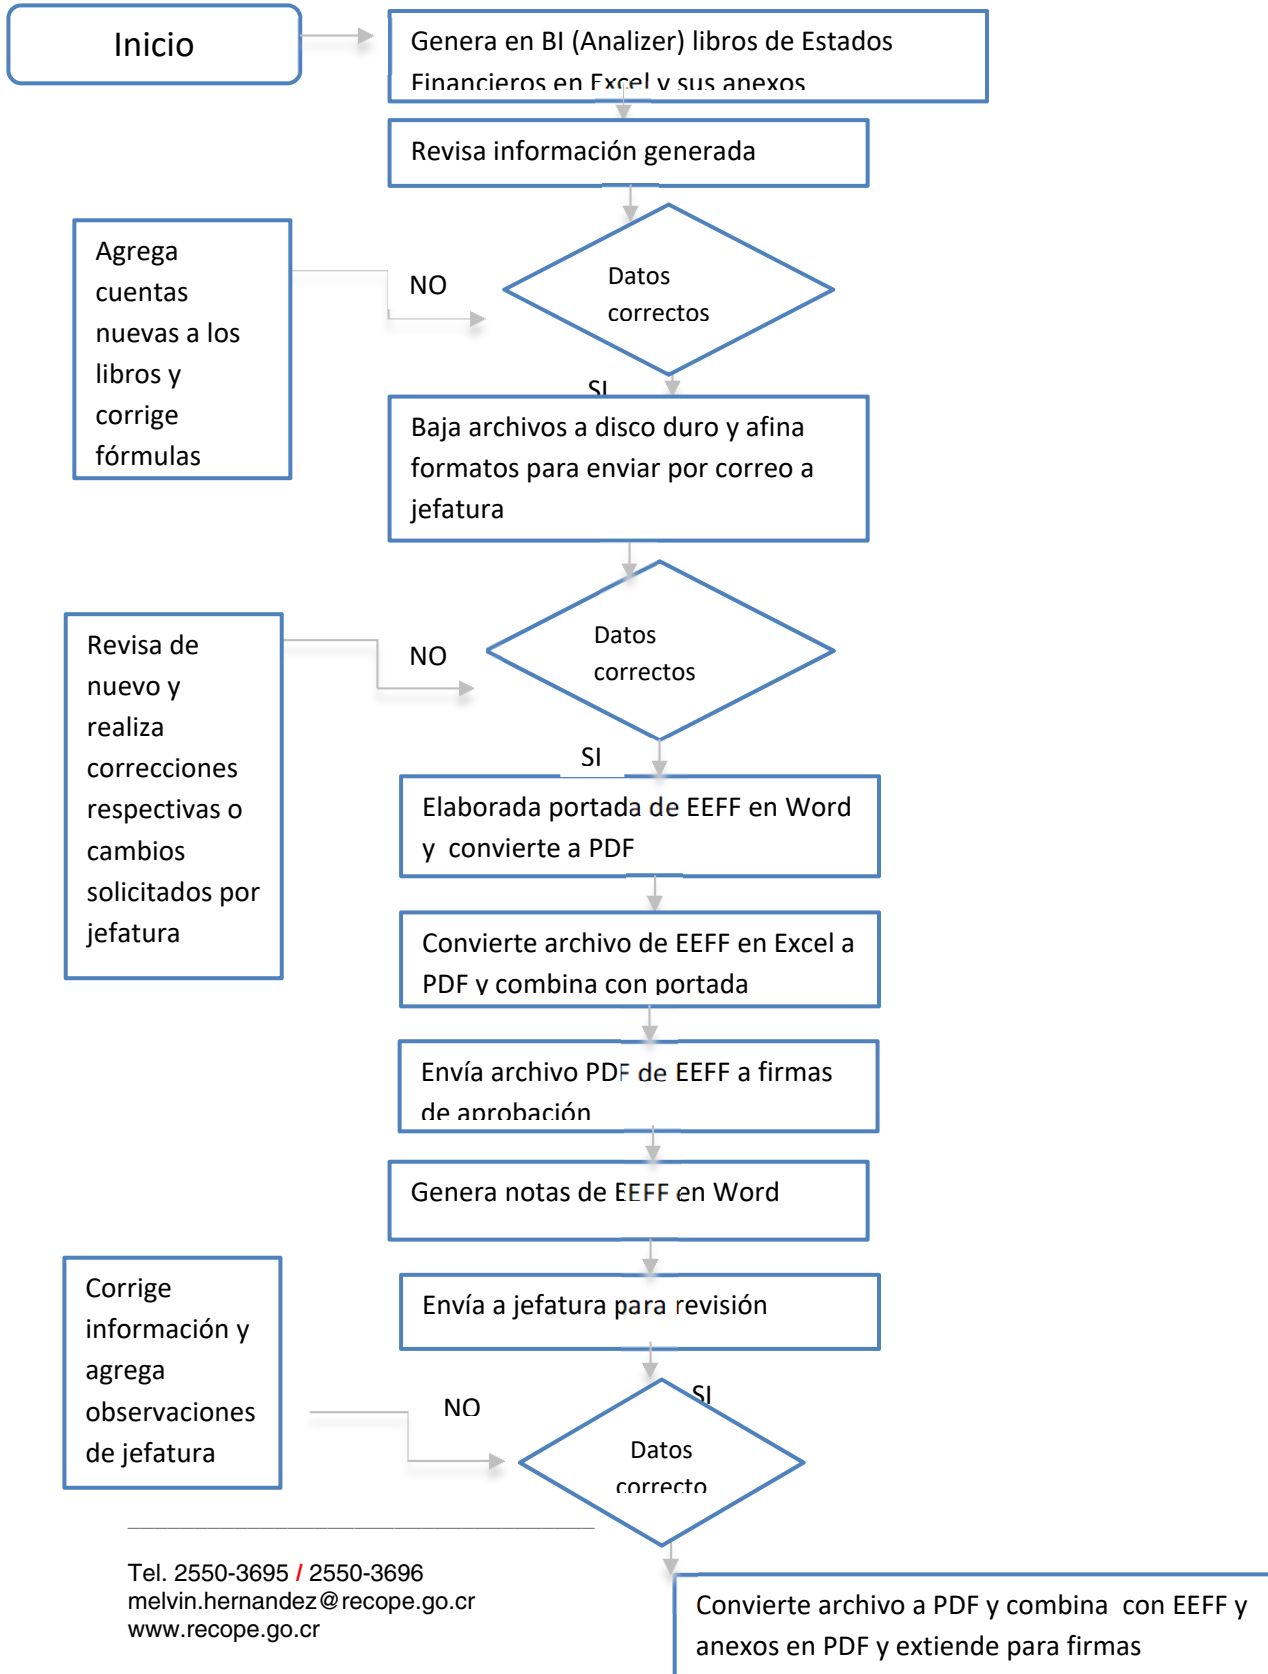 Inicio
Genera en BI (Analizer) libros de Estados
Financieros en Excel y sus anexos
Revisa información generada
Agrega
cuentas
nuevas a los
libros y
corrige
fórmulas
NO
Datos
correctos
SI
Baja archivos a disco duro y afina
formatos para enviar por correo a
jefatura
Revisa de
nuevo y
realiza
correcciones
respectivas o
cambios
solicitados por
jefatura
NO
Datos
correctos
SI
Elaborada portada de EEFF en Word
y convierte a PDF
Convierte archivo de EEFF en Excel a
PDF y combina con portada
Envía archivo PDF de EEFF a firmas
de aprobación
Genera notas de EEFF en Word
Envía a jefatura para revisión
Corrige
información y
agrega
observaciones
de jefatura
NO
SI
Datos
correcto
Tel. 2550-3695 / 2550-3696
melvin.hernandez@recope.go.cr
www.recope.go.cr
Convierte archivo a PDF y combina con EEFF y
anexos en PDF y extiende para firmas